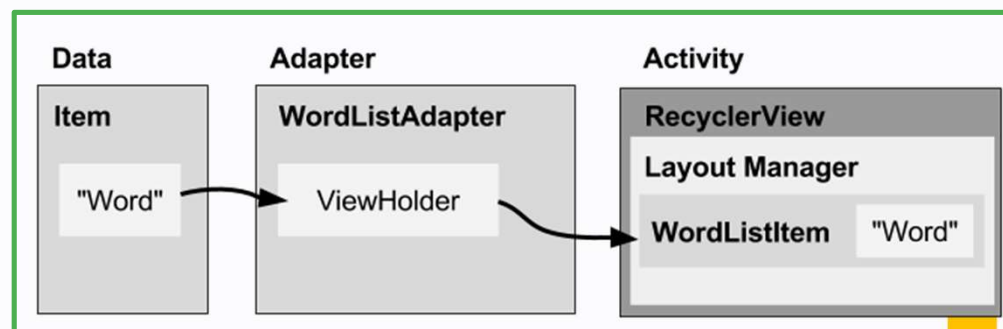 Data
Adapter
Activity
Item
WordListAdapter
RecyclerView
Layout Manager
"Word"
ViewHolder
WordListItem
"Word"